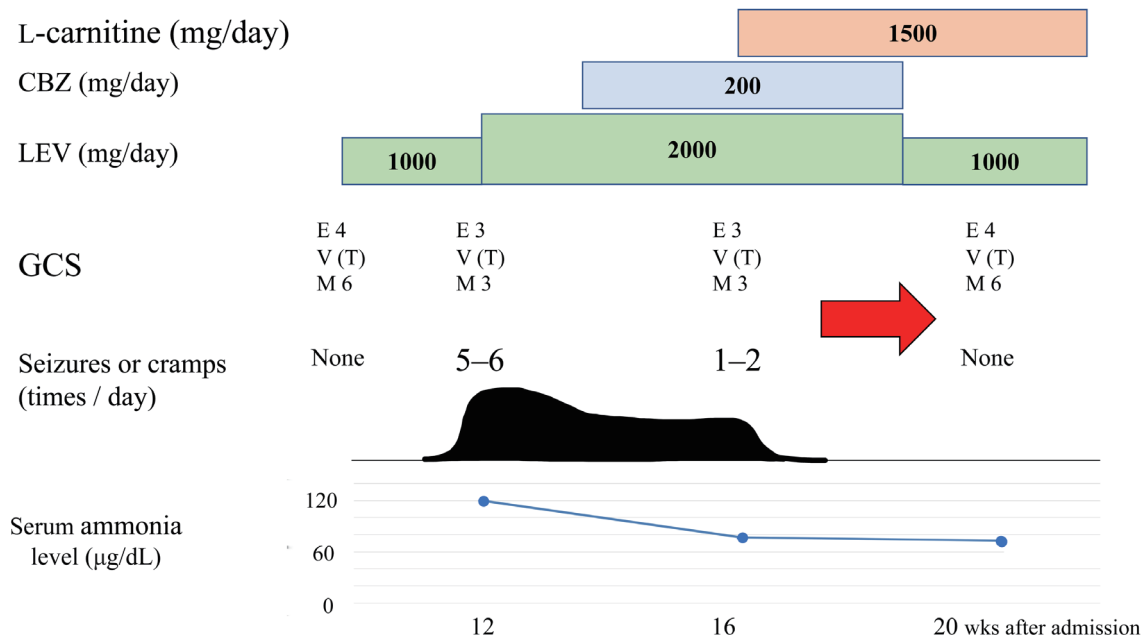 L-carnitine (mg/day)
1500
CBZ (mg/day)
200
LEV (mg/day)
1000
2000
1000
GCS
E 4
V (T)
M 6
E 3
V (T)
M 3
E 3
V (T)
M 3
E 4
V (T)
M 6
Seizures or cramps
(times / day)
None
5–6
1–2
None
Serum ammonia
level (μg/dL)
120
60
0
12
16
20 wks after admission